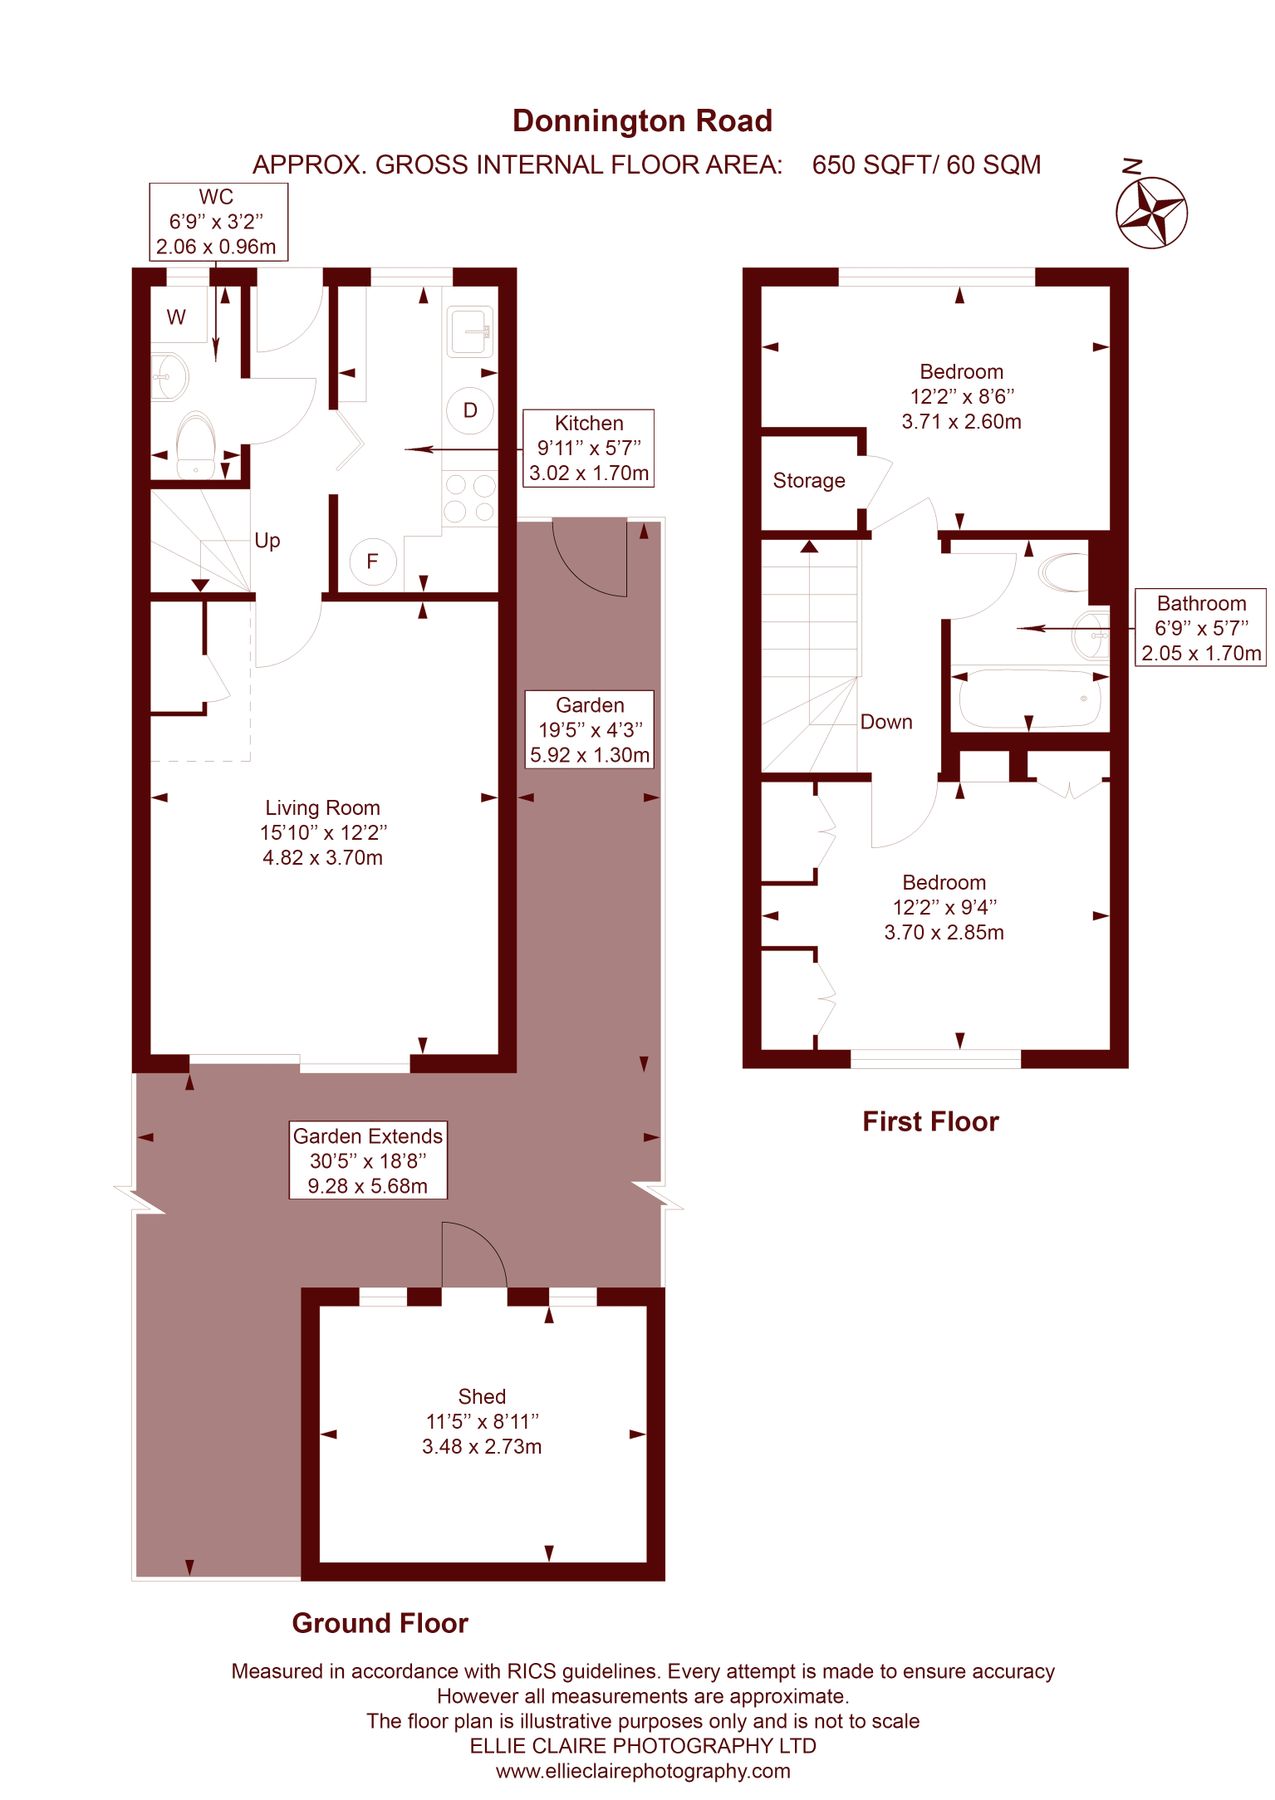 Donnington Road
APPROX. GROSS INTERNAL FLOOR AREA: 650 SQFT/ 60 SQM
N
WC
6’9’’ x 3’2’’
2.06 x 0.96m
W
D
Kitchen
9’11’’ x 5’7’’
3.02 x 1.70m
F
Up
Garden
19’5’’ x 4’3’’
5.92 x 1.30m
Living Room
15’10’’ x 12’2’’
4.82 x 3.70m
Garden Extends
30’5’’ x 18’8’’
9.28 x 5.68m
Shed
11’5’’ x 8’11’’
3.48 x 2.73m
Ground Floor
Bedroom
12’2’’ x 8’6’’
3.71 x 2.60m
Storage
Bathroom
6’9’’ x 5’7’’
2.05 x 1.70m
Down
Bedroom
12’2’’ x 9’4’’
3.70 x 2.85m
First Floor
Measured in accordance with RICS guidelines. Every attempt is made to ensure accuracy
However all measurements are approximate.
The floor plan is illustrative purposes only and is not to scale
ELLIE CLAIRE PHOTOGRAPHY LTD
www.ellieclairephotography.com